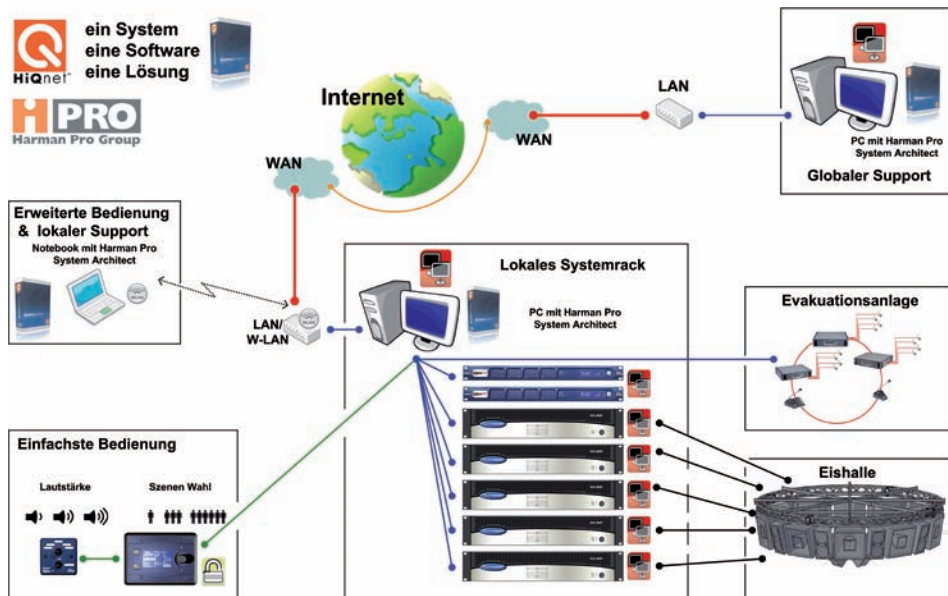 HiQnet™
ein System
eine Software
eine Lösung
H PRO
Harman Pro Group
Internet
WAN
WAN
LAN
PC mit Harman Pro
System Architect
Globaler Support
Erweiterte Bedienung
& lokaler Support
Notebook mit Harman Pro
System Architect
LAN/
W-LAN
Lokales Systemrack
PC mit Harman Pro
System Architect
Evakuationsanlage
Einfachste Bedienung
Lautstärke
Szenen Wahl
Eishalle